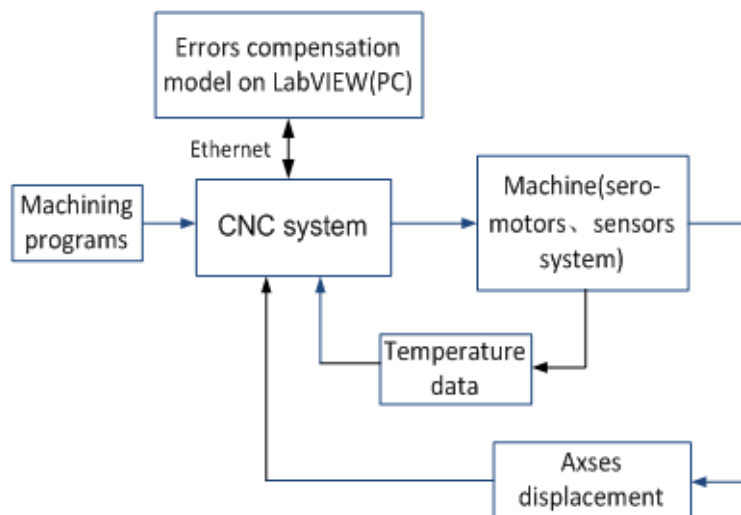 Errors compensation
model on LabVIEW(PC)
Ethernet
Machining
programs
CNC system
Machine(sero-
motors、sensors
system)
Temperature
data
Axses
displacement